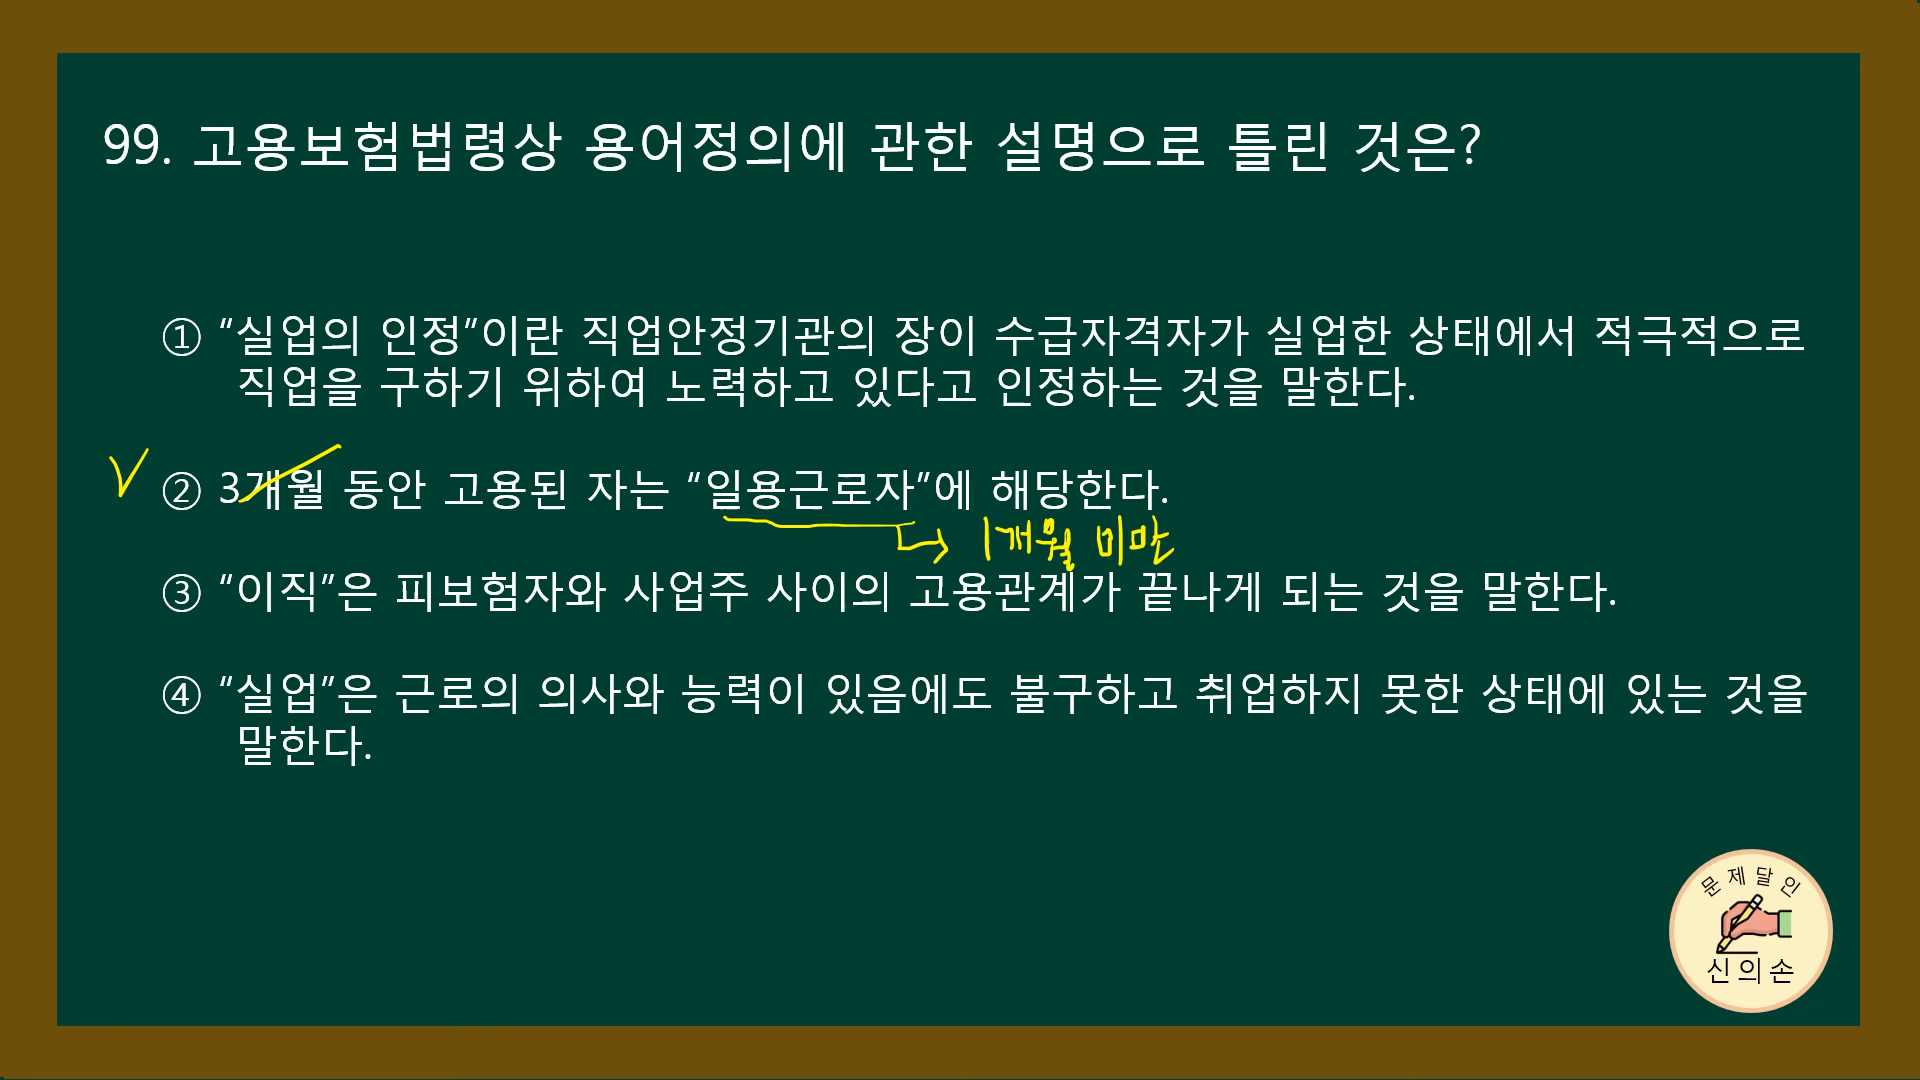 99. 고용보험법령상 용어정의에 관한 설명으로 틀린 것은?
① “실업의 인정”이란 직업안정기관의 장이 수급자격자가 실업한 상태에서 적극적으로
직업을 구하기 위하여 노력하고 있다고 인정하는 것을 말한다.
V ② 3개월 동안 고용된 자는 “일용근로자”에 해당한다.
→ 1개월 미만
③ “이직”은 피보험자와 사업주 사이의 고용관계가 끝나게 되는 것을 말한다.
④ “실업”은 근로의 의사와 능력이 있음에도 불구하고 취업하지 못한 상태에 있는 것을
말한다.
문제달인
신의손